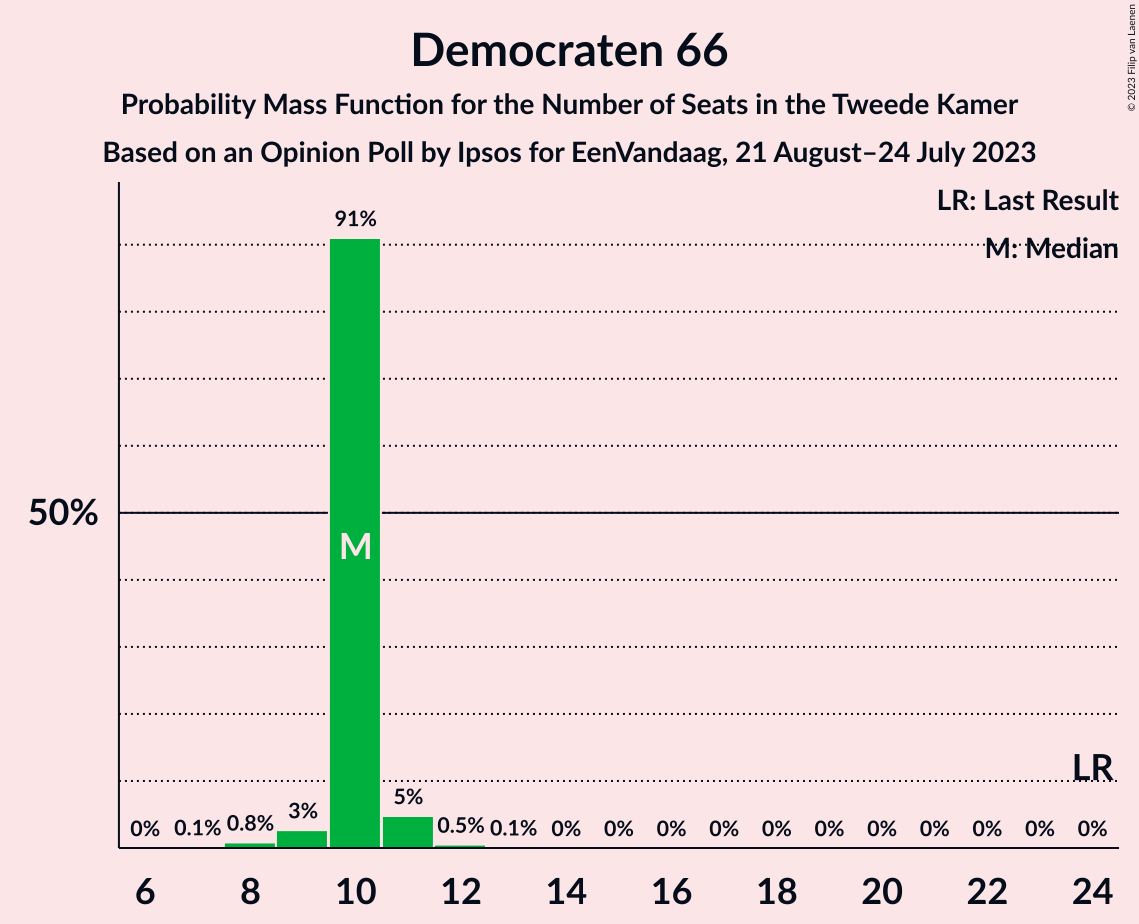 Democraten 66
Probability Mass Function for the Number of Seats in the Tweede Kamer
Based on an Opinion Poll by Ipsos for EenVandaag, 21 August–24 July 2023
© 2023 Filip van Laenen
LR: Last Result
M: Median
50%
91%
M
LR
0% 0.1% 0.8% 3% 5% 0.5% 0.1% 0% 0% 0% 0% 0% 0% 0% 0% 0% 0% 0%
6 8 10 12 14 16 18 20 22 24